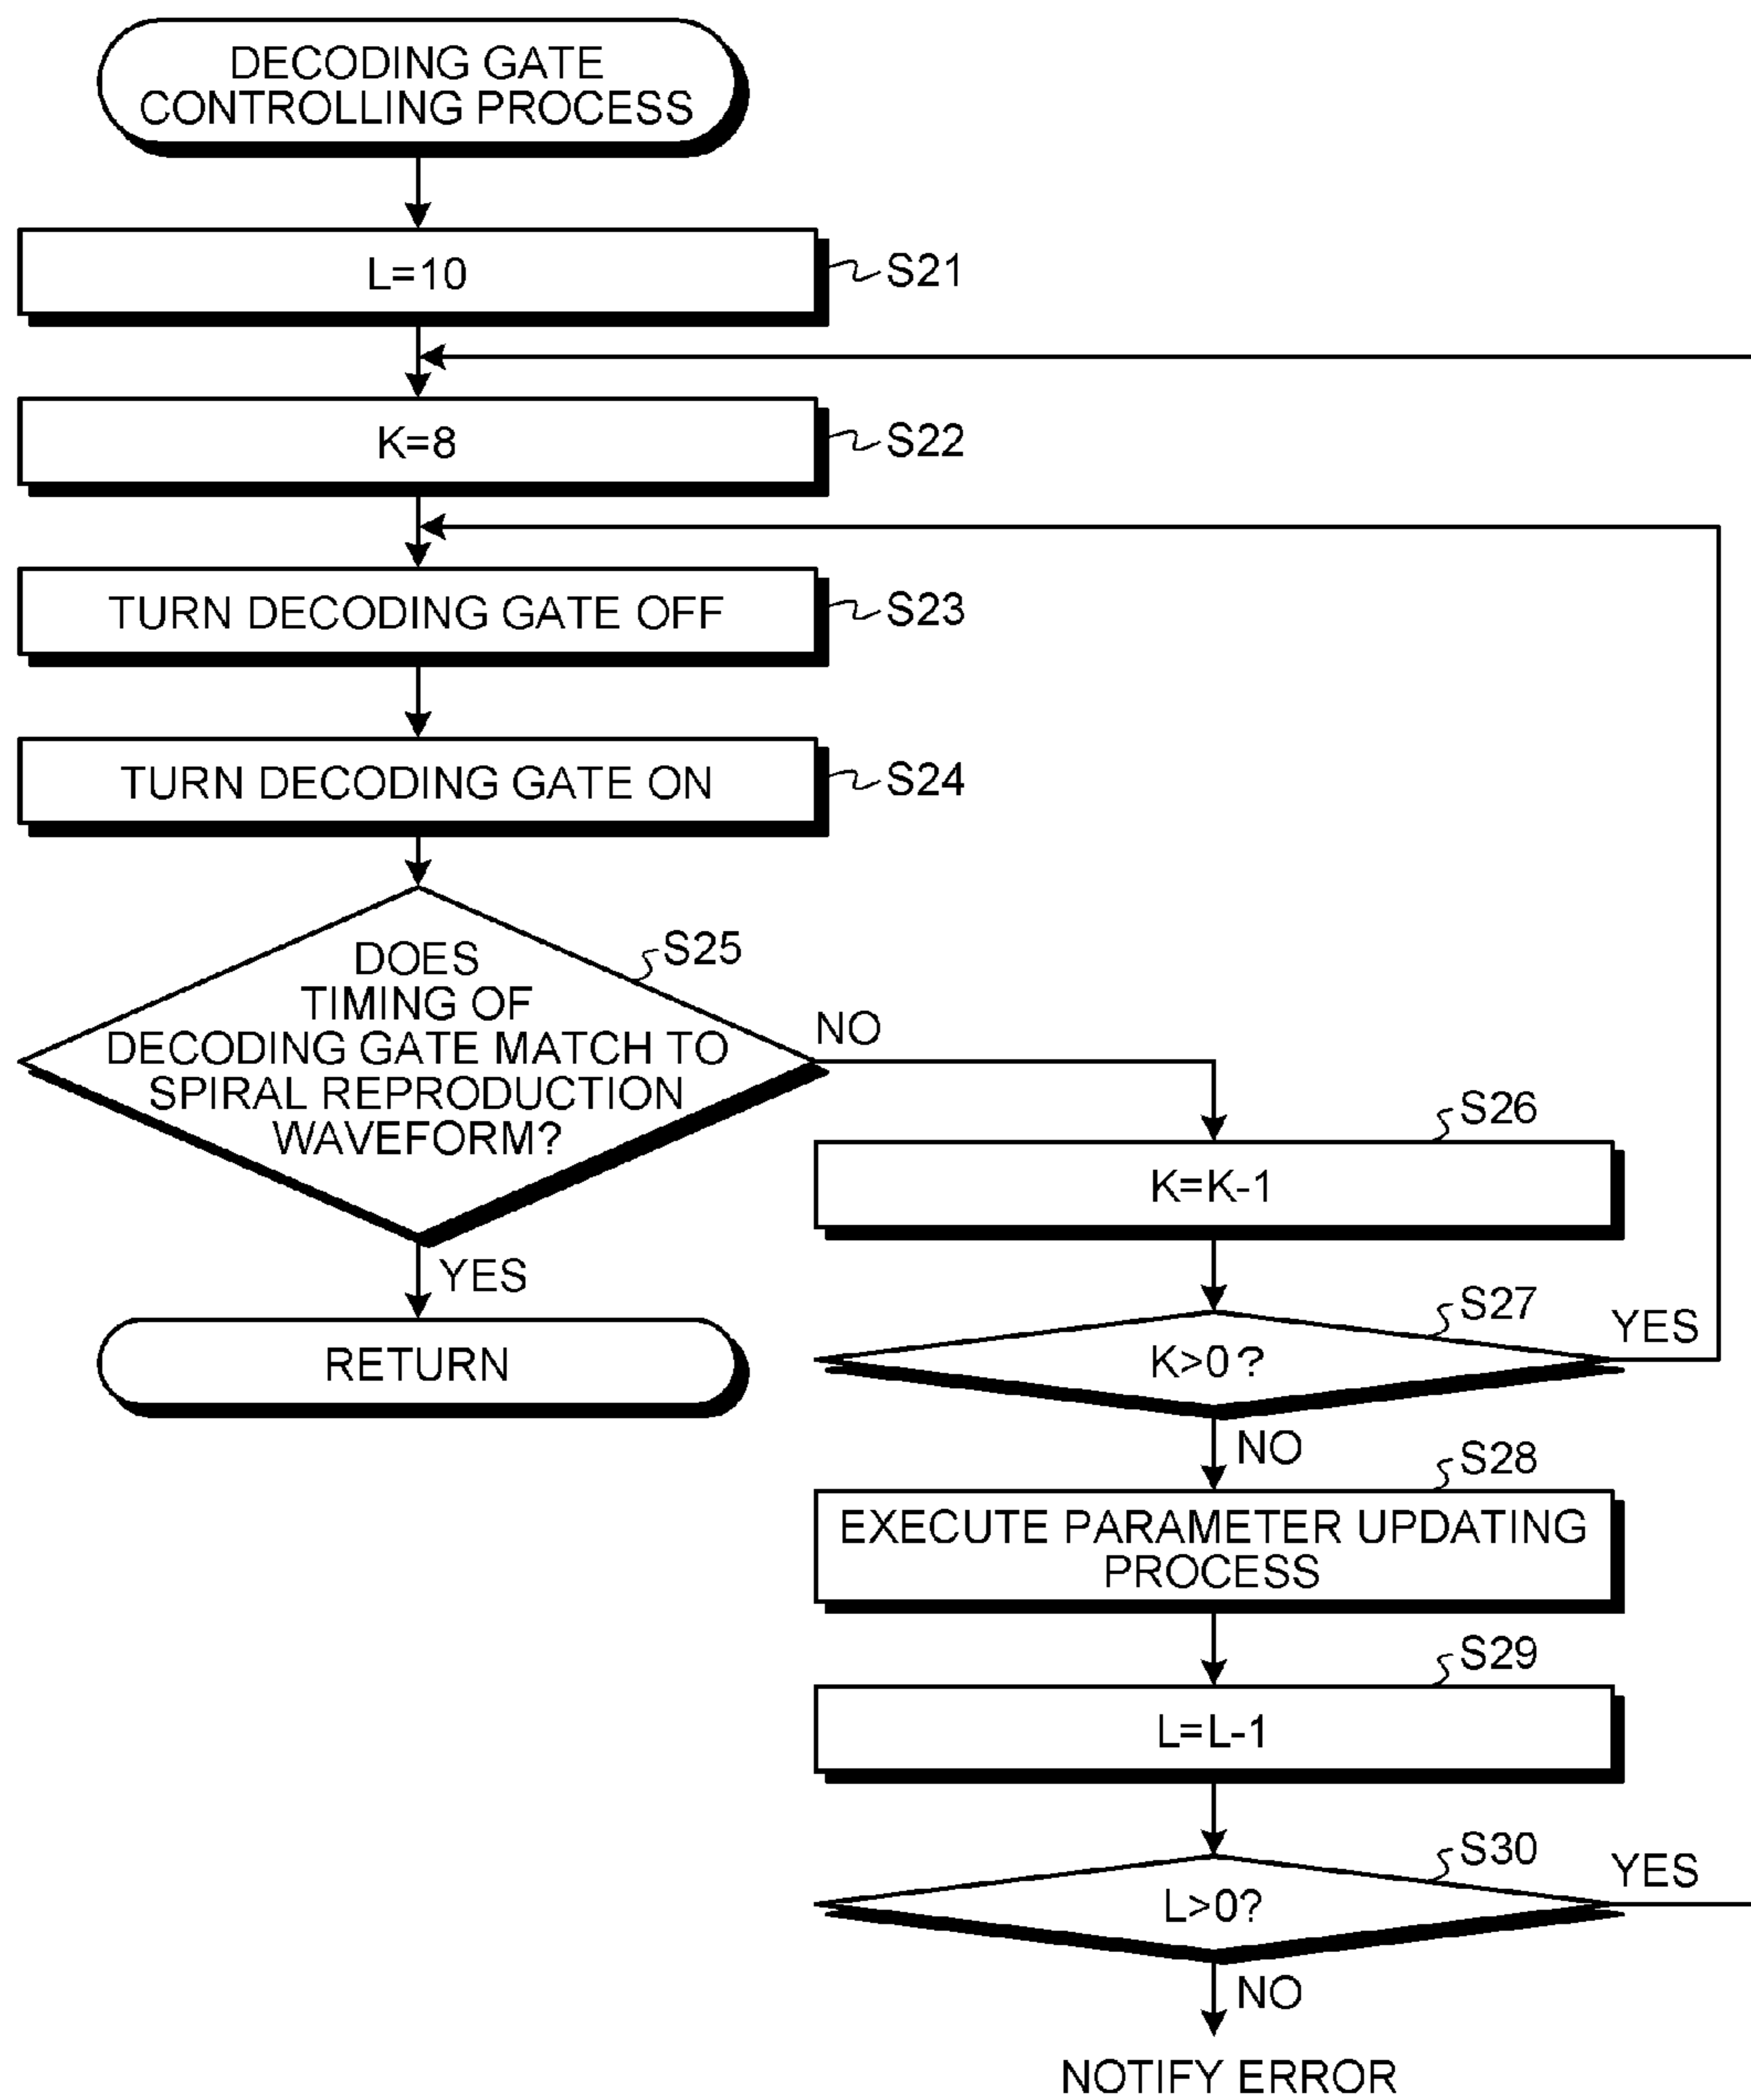 DECODING GATE
CONTROLLING PROCESS
L=10
S21
K=8
S22
TURN DECODING GATE OFF
S23
TURN DECODING GATE ON
S24
DOES
TIMING OF
DECODING GATE MATCH TO
SPIRAL REPRODUCTION
WAVEFORM?
S25
NO
YES
RETURN
S26
K=K-1
S27
K>0?
YES
NO
S28
EXECUTE PARAMETER UPDATING
PROCESS
S29
L=L-1
S30
L>0?
YES
NO
NOTIFY ERROR